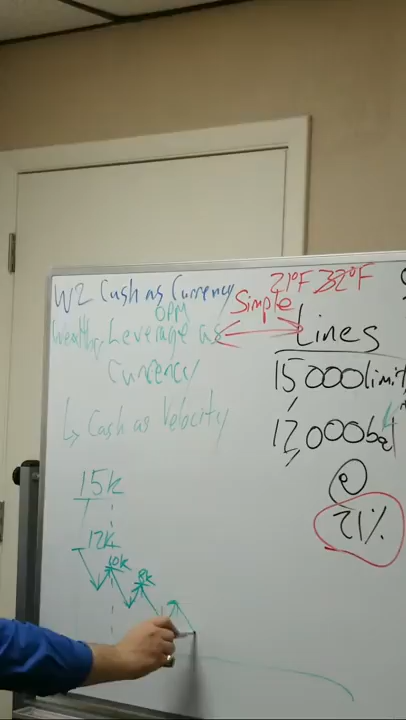 W2 Cash as Currency
OPM
Wealthy Leverage as
Currency
↳ Cash as Velocity
21°F 32°F
Simple
Lines
15,000 limit
12,000 bal
@
21%
15k
12k
10k
8k